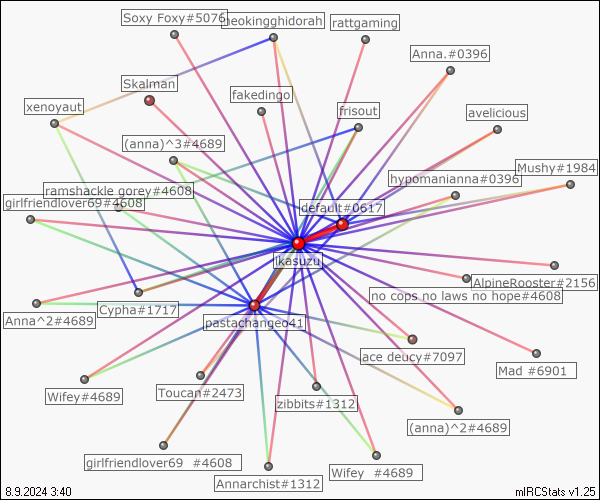 Soxy Foxy#5076
neokingghidorah
rattgaming
Anna.#0396
Skalman
fakedingo
xenoyaut
frisout
avelicious
(anna)^3#4689
Mushy#1984
hypomanianna#0396
ramshackle gorey#4608
girlfriendlover69#4608
default#0617
ikasuzu
AlpineRooster#2156
no cops no laws no hope#4608
Cypha#1717
Anna^2#4689
pastachangeo41
ace deucy#7097
Mad #6901
Toucan#2473
Wifey#4689
zibbits#1312
(anna)^2#4689
girlfriendlover69 #4608
Wifey #4689
Annarchist#1312
8.9.2024 3:40
mIRCStats v1.25